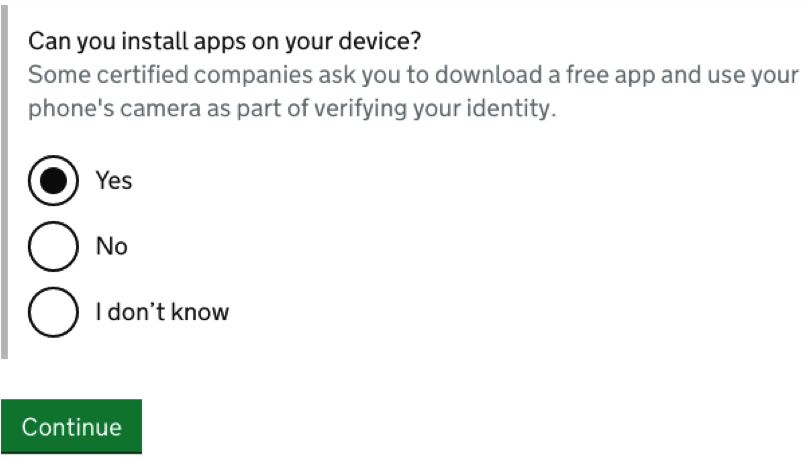 Can you install apps on your device?
Some certified companies ask you to download a free app and use your
phone's camera as part of verifying your identity.
Yes
No
I don’t know
Continue